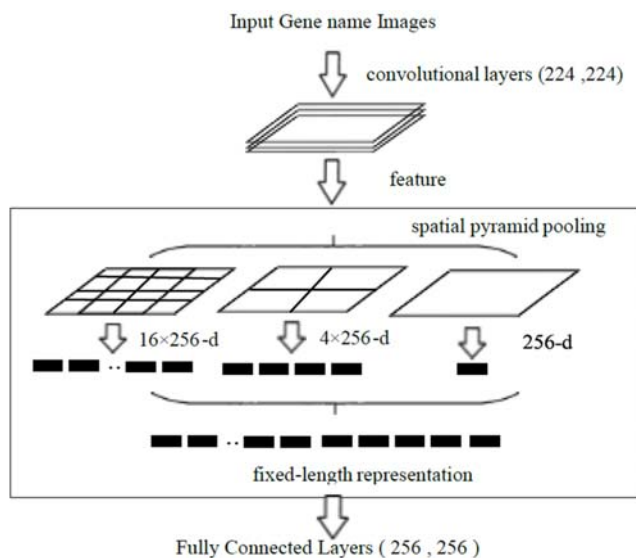 Input Gene name Images
convolutional layers (224 ,224)
feature
spatial pyramid pooling
16×256-d
4×256-d
256-d
fixed-length representation
Fully Connected Layers ( 256 , 256 )